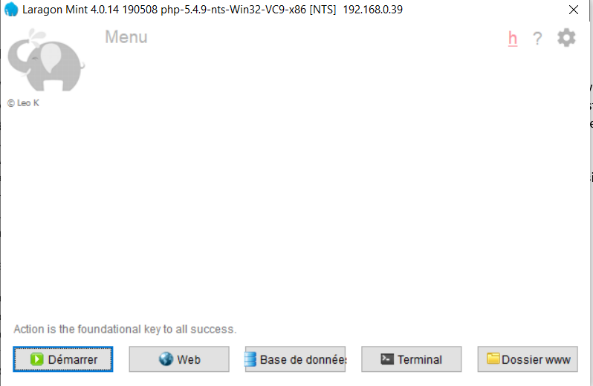 Laragon Mint 4.0.14 190508 php-5.4.9-nts-Win32-VC9-x86 [NTS] 192.168.0.39
Menu
h ?
© Leo K
Action is the foundational key to all success.
Démarrer Web Base de donnée Terminal Dossier www